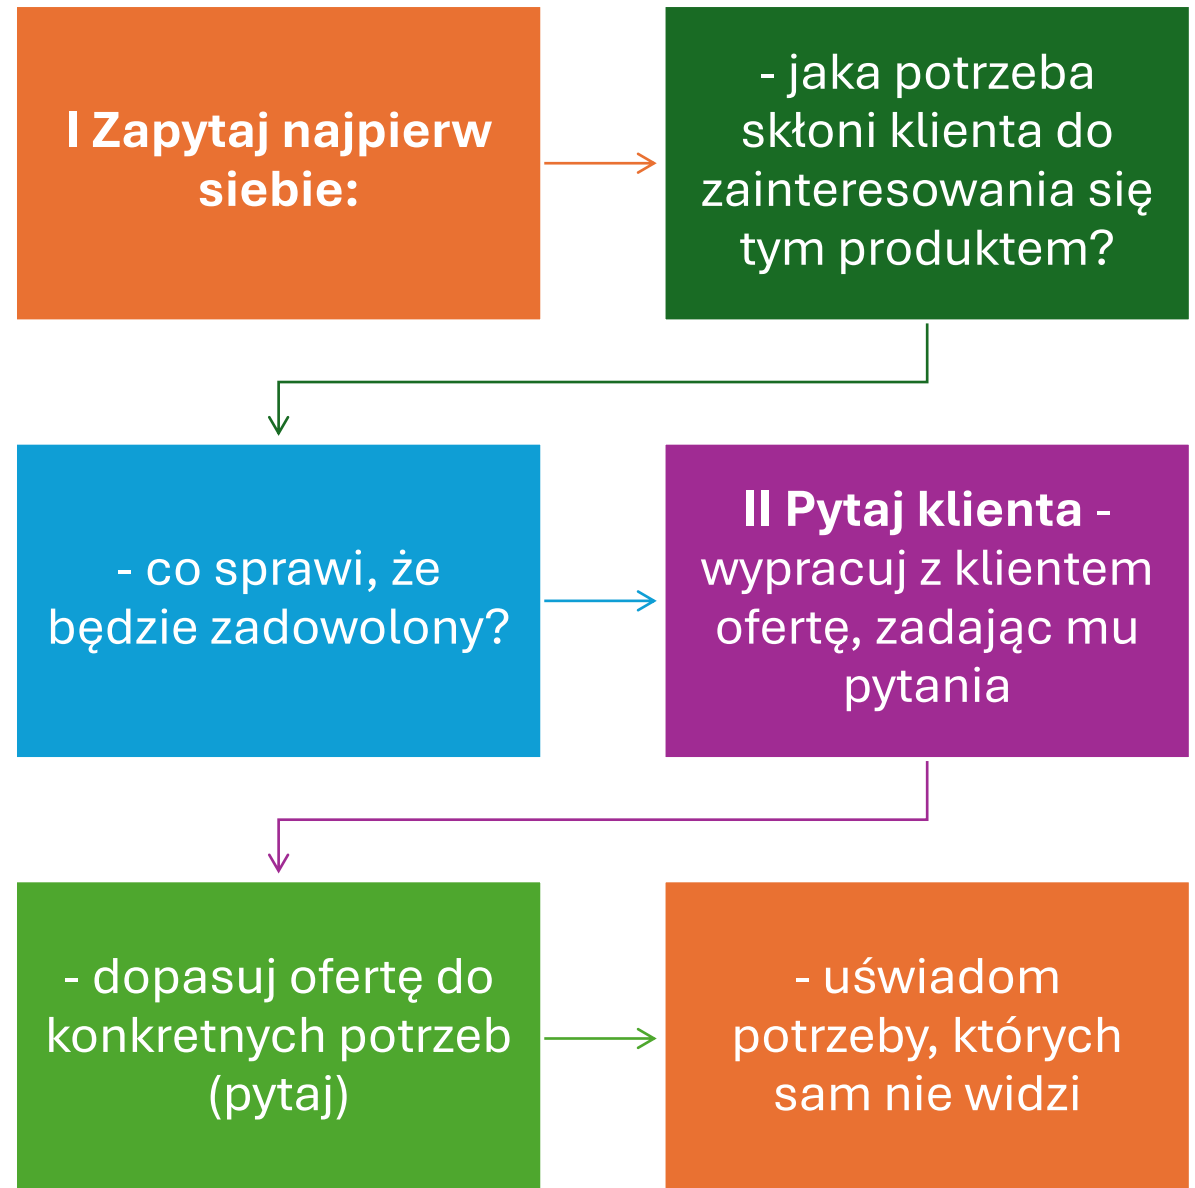 I Zapytaj najpierw
siebie:
- jaka potrzeba
skłoni klienta do
zainteresowania się
tym produktem?
- co sprawi, że
będzie zadowolony?
II Pytaj klienta -
wypracuj z klientem
ofertę, zadając mu
pytania
- dopasuj ofertę do
konkretnych potrzeb
(pytaj)
- uświadom
potrzeby, których
sam nie widzi